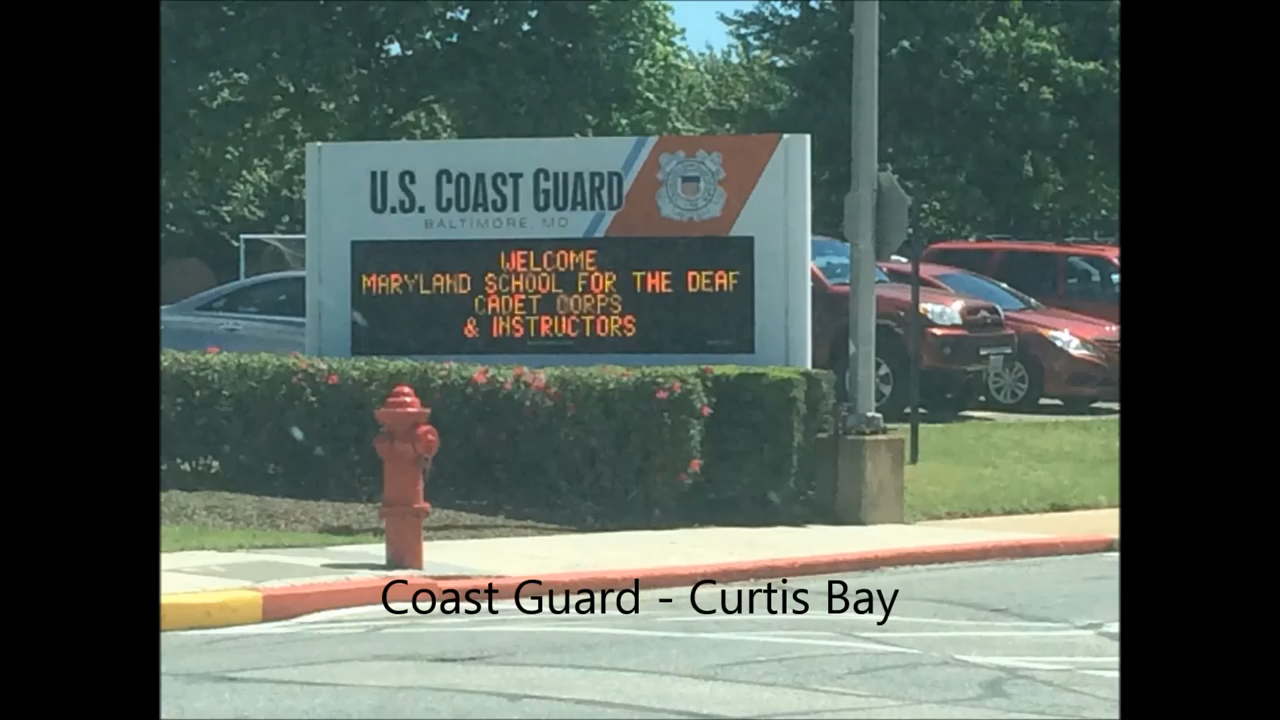 U.S. COAST GUARD
BALTIMORE, MD
WELCOME
MARYLAND SCHOOL FOR THE DEAF
CADET CORPS
& INSTRUCTORS
Coast Guard - Curtis Bay